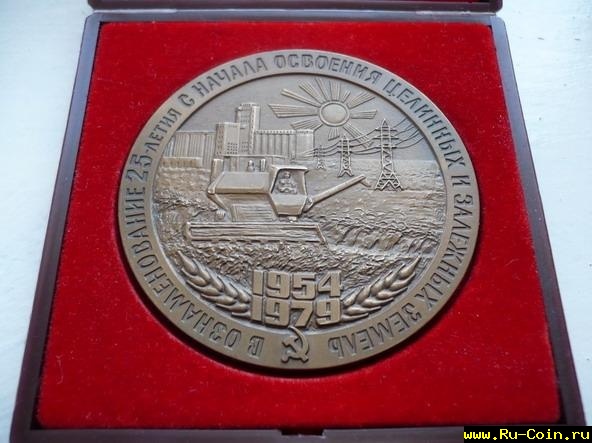 В ОЗНАМЕНОВАНИЕ 25-летия С НАЧАЛА ОСВОЕНИЯ ЦЕЛИННЫХ И ЗАЛЕЖНЫХ ЗЕМЕЛЬ
1954
1979
www.Ru-Coin.ru